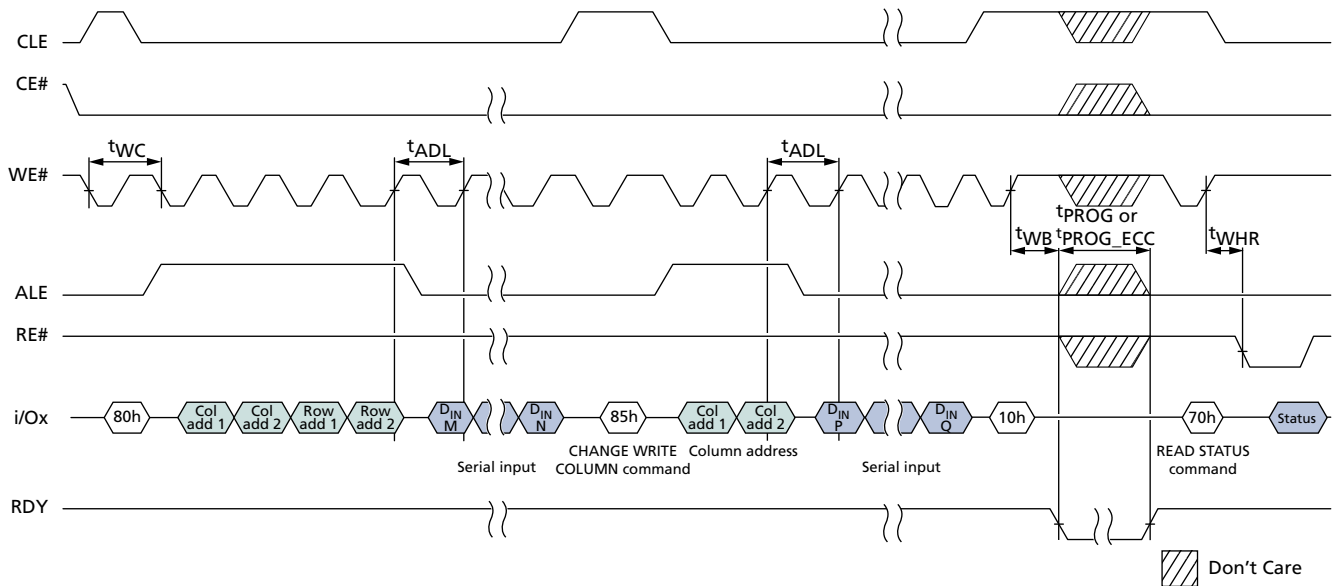 CLE
CE#
tWC
tADL
tADL
WE#
tPROG or
tWB
tPROG_ECC
tWHR
ALE
RE#
i/Ox
80h
Col add 1
Col add 2
Row add 1
Row add 2
DIN M
DIN N
85h
Col add 1
Col add 2
DIN P
DIN Q
10h
70h
Status
Serial input
CHANGE WRITE
COLUMN command
Column address
Serial input
READ STATUS
command
RDY
Don't Care